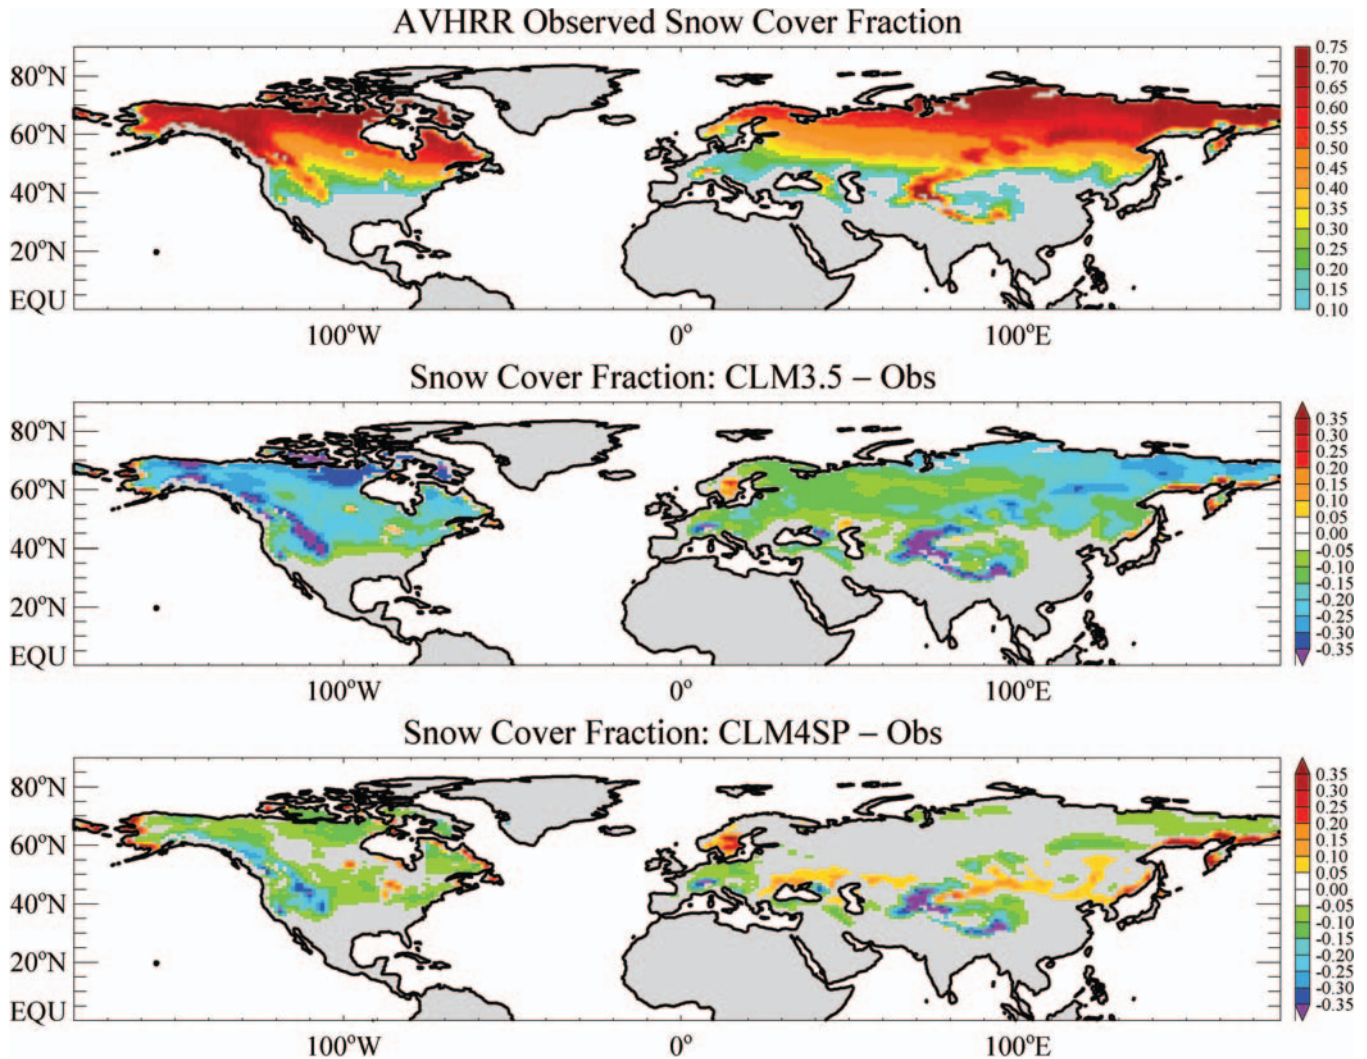 AVHRR Observed Snow Cover Fraction
80°N
60°N
40°N
20°N
EQU
100°W
0°
100°E
0.75
0.70
0.65
0.60
0.55
0.50
0.45
0.40
0.35
0.30
0.25
0.20
0.15
0.10
Snow Cover Fraction: CLM3.5 – Obs
80°N
60°N
40°N
20°N
EQU
100°W
0°
100°E
0.35
0.30
0.25
0.20
0.15
0.10
0.05
0.00
-0.05
-0.10
-0.15
-0.20
-0.25
-0.30
-0.35
Snow Cover Fraction: CLM4SP – Obs
80°N
60°N
40°N
20°N
EQU
100°W
0°
100°E
0.35
0.30
0.25
0.20
0.15
0.10
0.05
0.00
-0.05
-0.10
-0.15
-0.20
-0.25
-0.30
-0.35